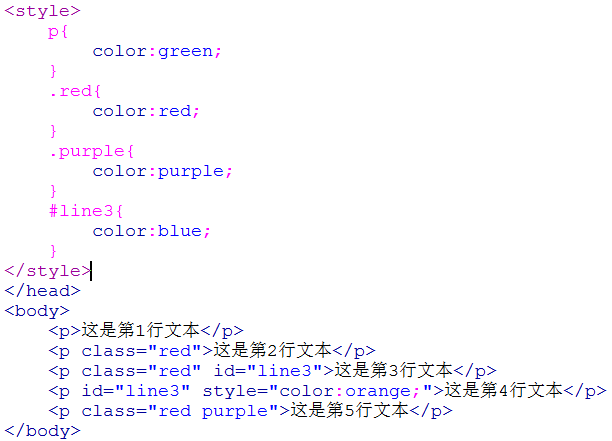 <style>
p{
color:green;
}
.red{
color:red;
}
.purple{
color:purple;
}
#line3{
color:blue;
}
</style>
</head>
<body>
<p>这是第1行文本</p>
<p class="red">这是第2行文本</p>
<p class="red" id="line3">这是第3行文本</p>
<p id="line3" style="color:orange;">这是第4行文本</p>
<p class="red purple">这是第5行文本</p>
</body>